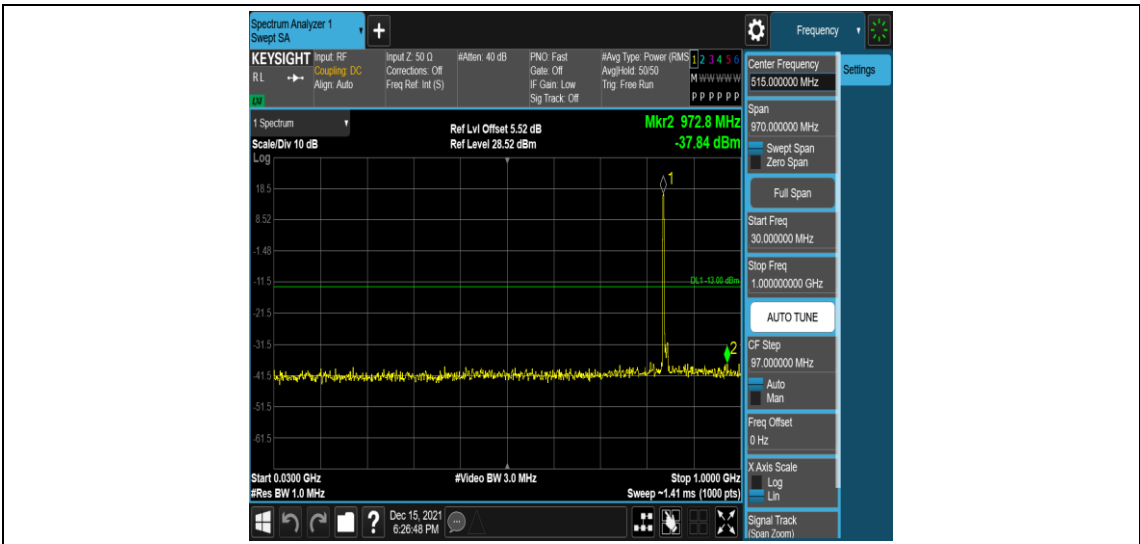 Spectrum Analyzer 1
Swept SA
+
Frequency
KEYSIGHT
RL
LXI
Input: RF
Coupling: DC
Align: Auto
Input Z: 50 Ω
Corrections: Off
Freq Ref: Int (S)
#Atten: 40 dB
PNO: Fast
Gate: Off
IF Gain: Low
Sig Track: Off
#Avg Type: Power (RMS
Avg|Hold: 50/50
Trig: Free Run
1 2 3 4 5 6
M W W W W W
P P P P P P
1 Spectrum
Scale/Div 10 dB
Ref Lvl Offset 5.52 dB
Ref Level 28.52 dBm
Mkr2 972.8 MHz
-37.84 dBm
Log
18.5
8.52
-1.48
-11.5
-21.5
-31.5
-41.5
-51.5
-61.5
1
DL1 -13.00 dBm
2
Start 0.0300 GHz
#Res BW 1.0 MHz
#Video BW 3.0 MHz
Stop 1.0000 GHz
Sweep ~1.41 ms (1000 pts)
?
Dec 15, 2021
6:26:48 PM
Center Frequency
515.000000 MHz
Settings
Span
970.000000 MHz
Swept Span
Zero Span
Full Span
Start Freq
30.000000 MHz
Stop Freq
1.000000000 GHz
AUTO TUNE
CF Step
97.000000 MHz
Auto
Man
Freq Offset
0 Hz
X Axis Scale
Log
Lin
Signal Track
(Span Zoom)